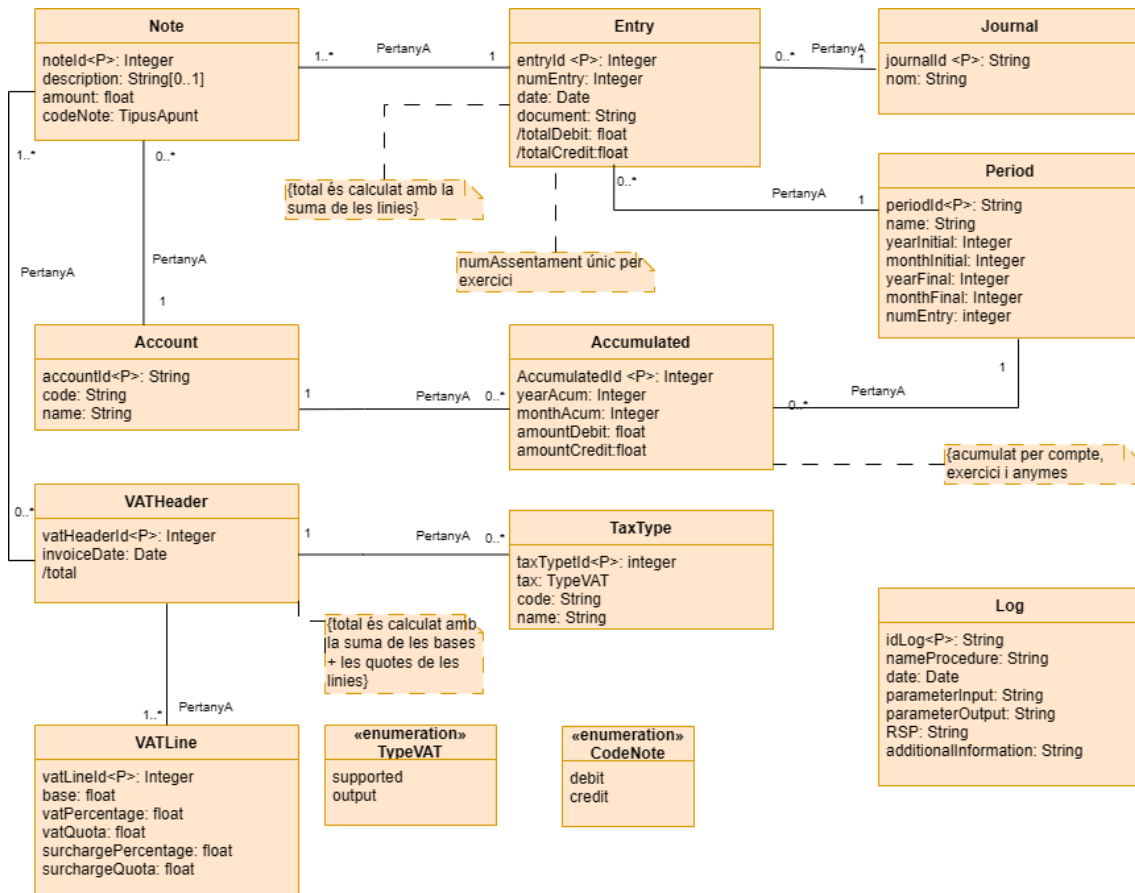 Note
noteId<P>: Integer
description: String[0..1]
amount: float
codeNote: TipusApunt
1..*
PertanyA
1
Entry
entryId <P>: Integer
numEntry: Integer
date: Date
document: String
/totalDebit: float
/totalCredit:float
0..*
PertanyA
1
Journal
journalId <P>: String
nom: String
1..*
0..*
{total és calculat amb la
suma de les linies}
0..*
PertanyA
1
Period
periodId<P>: String
name: String
yearInitial: Integer
monthInitial: Integer
yearFinal: Integer
monthFinal: Integer
numEntry: integer
numAssentament únic per
exercici
PertanyA
PertanyA
1
Account
accountId<P>: String
code: String
name: String
1
PertanyA
0..*
Accumulated
AccumulatedId <P>: Integer
yearAcum: Integer
monthAcum: Integer
amountDebit: float
amountCredit:float
PertanyA
0..*
1
{acumulat per compte,
exercici i anymes
0..*
VATHeader
vatHeaderId<P>: Integer
invoiceDate: Date
/total
1
PertanyA
0..*
TaxType
taxTypetId<P>: integer
tax: TypeVAT
code: String
name: String
{total és calculat amb
la suma de les bases
+ les quotes de les
linies}
Log
idLog<P>: String
nameProcedure: String
date: Date
parameterInput: String
parameterOutput: String
RSP: String
additionalInformation: String
1..*
PertanyA
VATLine
vatLineId<P>: Integer
base: float
vatPercentage: float
vatQuota: float
surchargePercentage: float
surchargeQuota: float
«enumeration»
TypeVAT
supported
output
«enumeration»
CodeNote
debit
credit